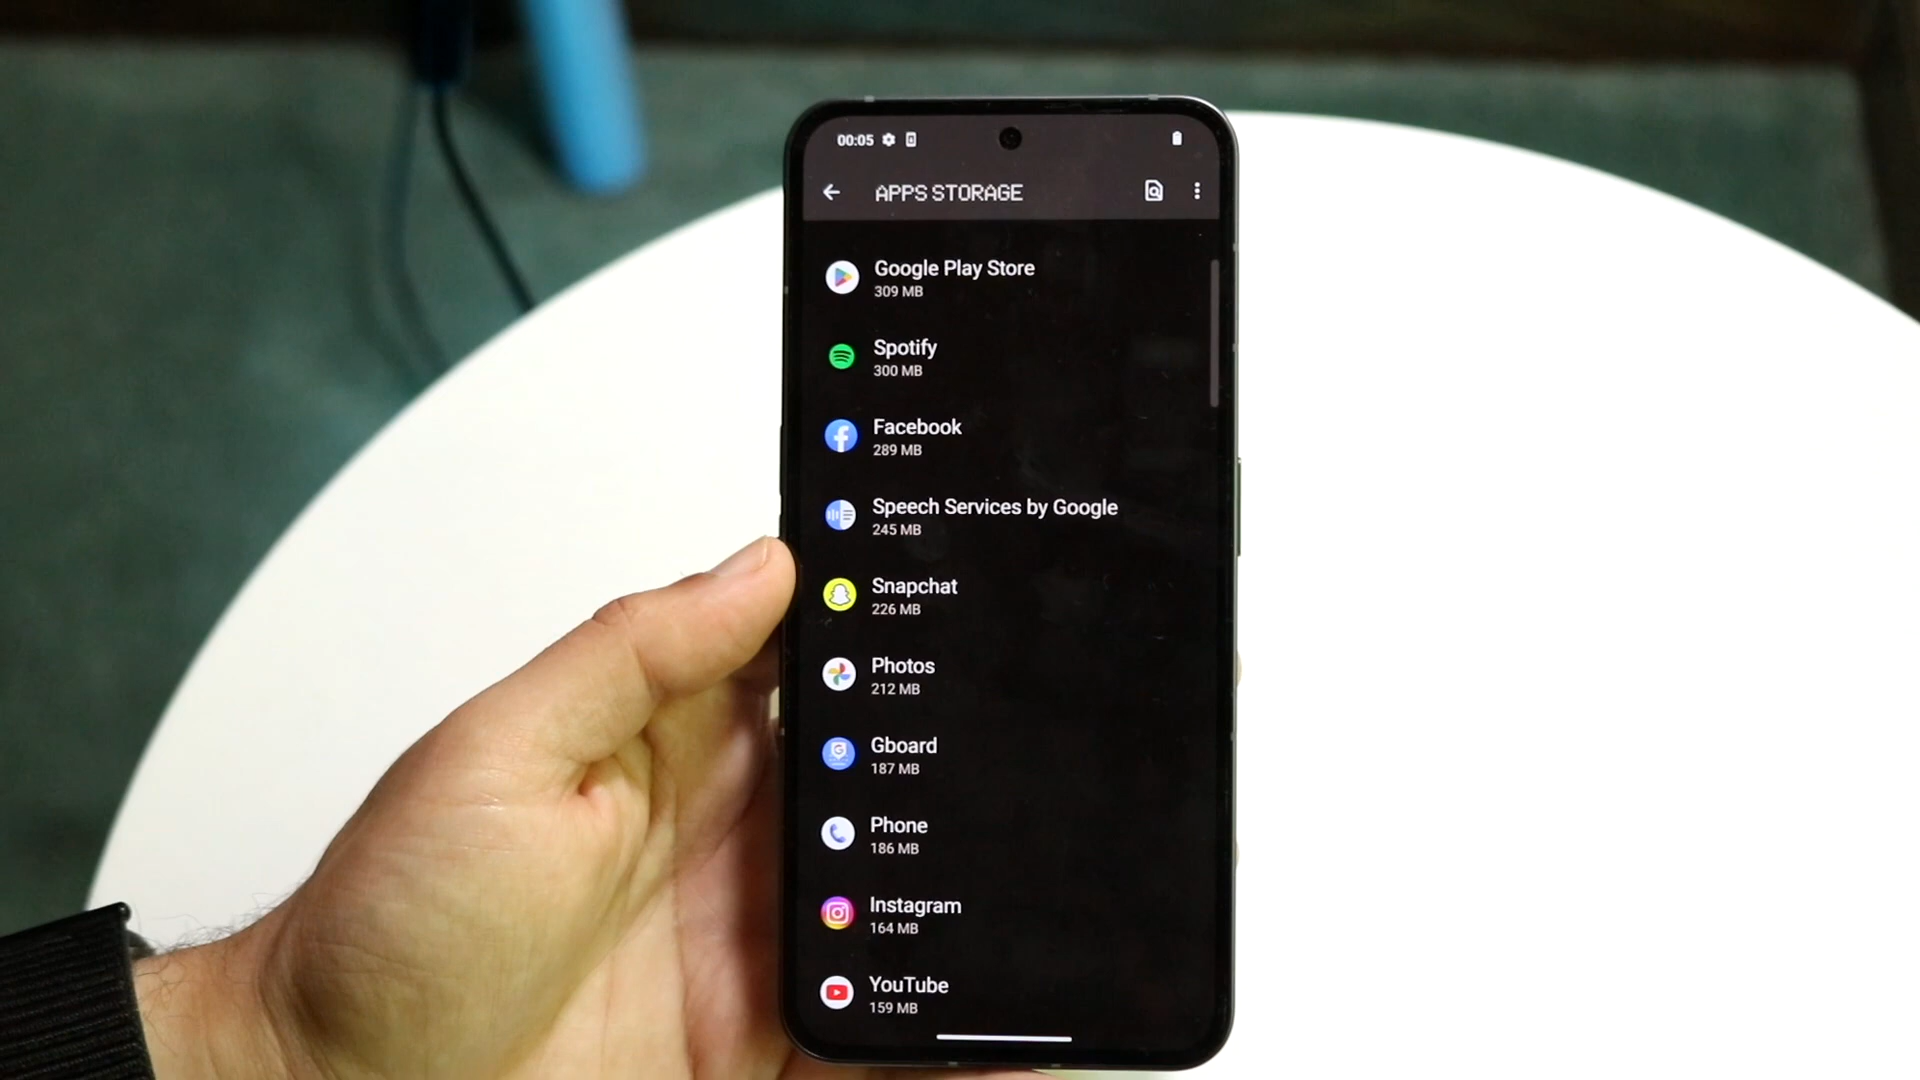 00:05
APPS STORAGE
Google Play Store
309 MB
Spotify
300 MB
Facebook
289 MB
Speech Services by Google
245 MB
Snapchat
226 MB
Photos
212 MB
Gboard
187 MB
Phone
186 MB
Instagram
164 MB
YouTube
159 MB